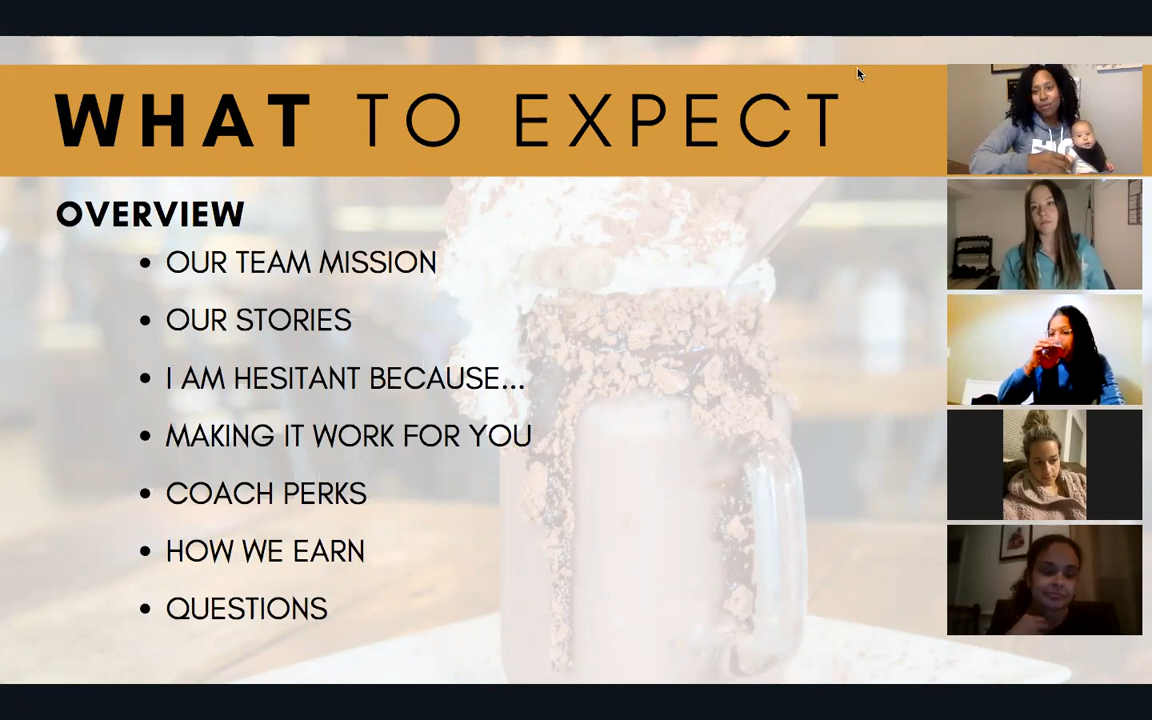 WHAT TO EXPECT
OVERVIEW
• OUR TEAM MISSION
• OUR STORIES
• I AM HESITANT BECAUSE...
• MAKING IT WORK FOR YOU
• COACH PERKS
• HOW WE EARN
• QUESTIONS